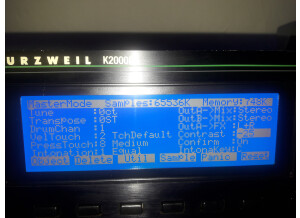 URZWEIL K2000
MasterMode Samples:65536K Memory:748K
Tune :0ct OutA->Mix:Stereo
Transpose :0ST OutB->Mix:Stereo
DrumChan :1 OutA->FX :L+R
VelTouch :2 TchDefault Contrast :
PressTouch:8 Medium Confirm :On
Intonation:1 Equal IntonaKey:C
Object Delete Util Sample Panic Reset